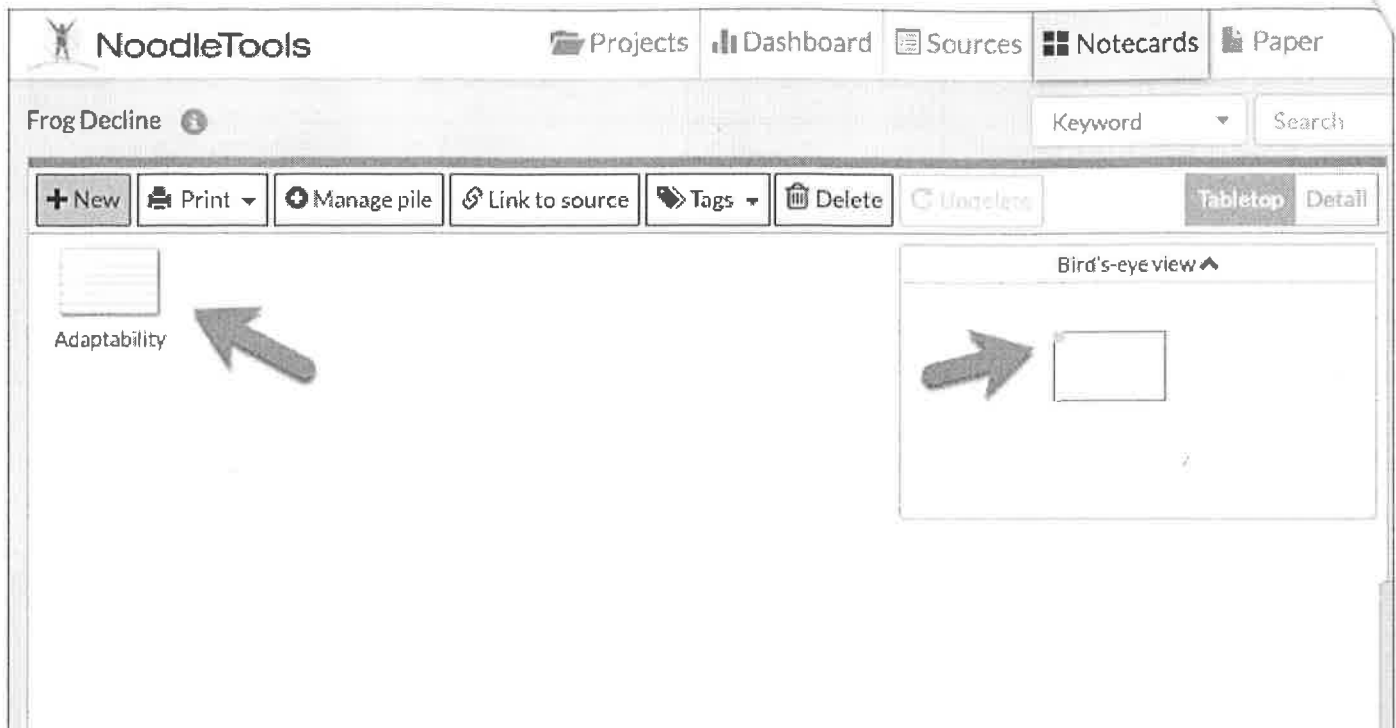 NoodleTools Projects Dashboard Sources Notecards Paper
Frog Decline Keyword Search
New Print Manage pile Link to source Tags Delete Undelete Tabletop Detail
Bird's-eye view
Adaptability